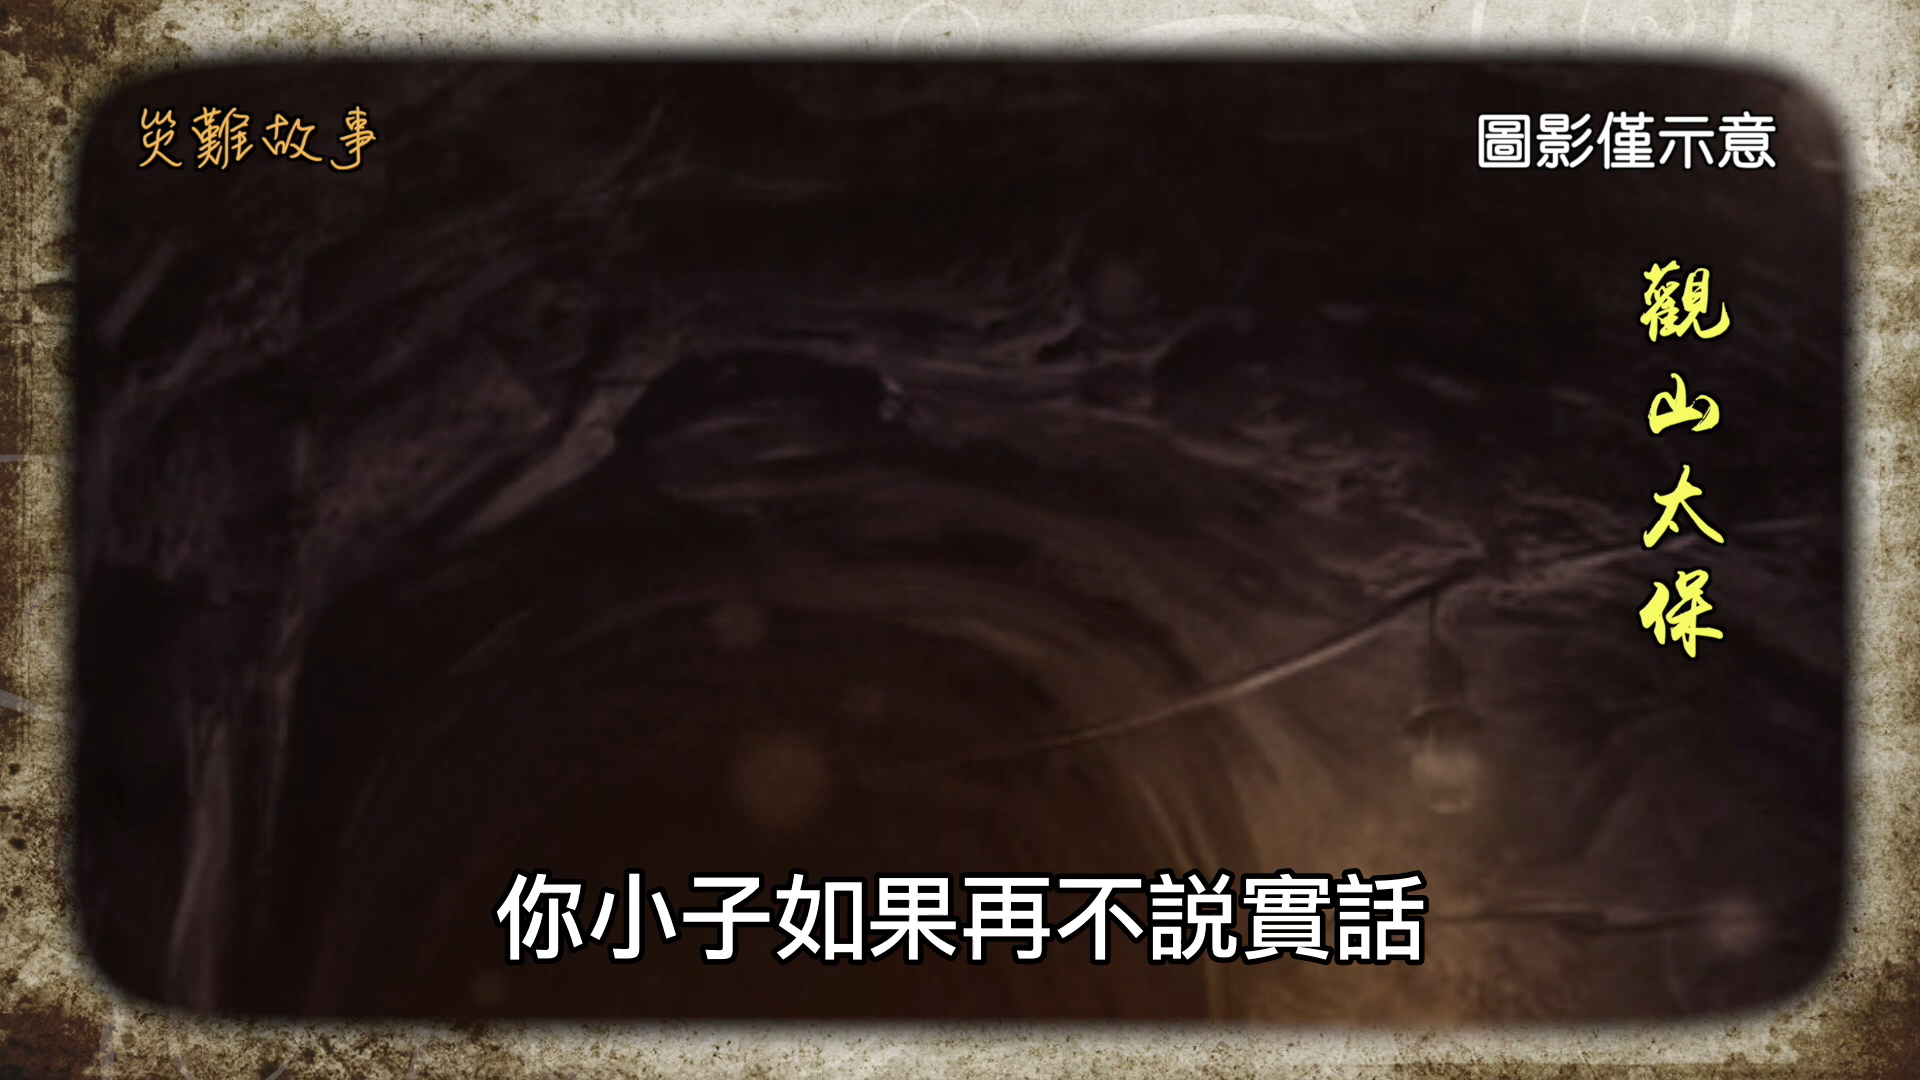 災難故事
圖影僅示意
觀山太保
你小子如果再不説實話